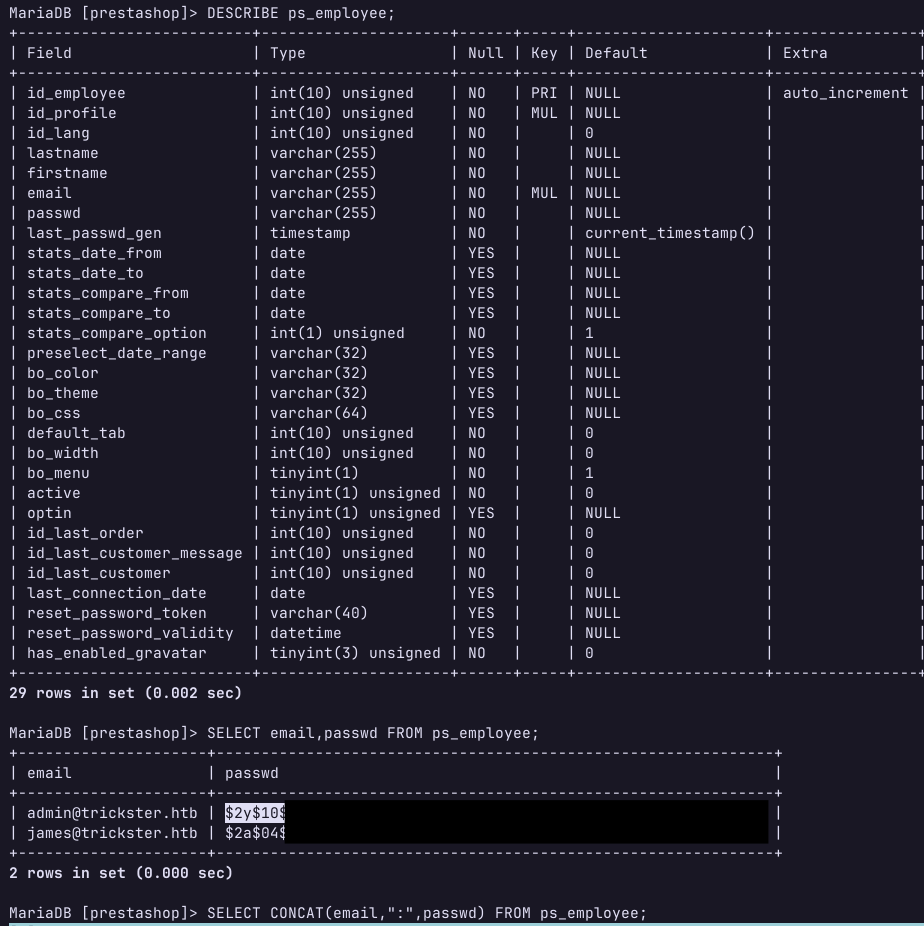 MariaDB [prestashop]> DESCRIBE ps_employee;
+---------------------------+---------------------+------+-----+---------------------+----------------+
| Field                     | Type                | Null | Key | Default             | Extra          |
+---------------------------+---------------------+------+-----+---------------------+----------------+
| id_employee               | int(10) unsigned    | NO   | PRI | NULL                | auto_increment |
| id_profile                | int(10) unsigned    | NO   | MUL | NULL                |                |
| id_lang                   | int(10) unsigned    | NO   |     | 0                   |                |
| lastname                  | varchar(255)        | NO   |     | NULL                |                |
| firstname                 | varchar(255)        | NO   |     | NULL                |                |
| email                     | varchar(255)        | NO   | MUL | NULL                |                |
| passwd                    | varchar(255)        | NO   |     | NULL                |                |
| last_passwd_gen           | timestamp           | NO   |     | current_timestamp() |                |
| stats_date_from           | date                | YES  |     | NULL                |                |
| stats_date_to             | date                | YES  |     | NULL                |                |
| stats_compare_from        | date                | YES  |     | NULL                |                |
| stats_compare_to          | date                | YES  |     | NULL                |                |
| stats_compare_option      | int(1) unsigned     | NO   |     | 1                   |                |
| preselect_date_range      | varchar(32)         | YES  |     | NULL                |                |
| bo_color                  | varchar(32)         | YES  |     | NULL                |                |
| bo_theme                  | varchar(32)         | YES  |     | NULL                |                |
| bo_css                    | varchar(64)         | YES  |     | NULL                |                |
| default_tab               | int(10) unsigned    | NO   |     | 0                   |                |
| bo_width                  | int(10) unsigned    | NO   |     | 0                   |                |
| bo_menu                   | tinyint(1)          | NO   |     | 1                   |                |
| active                    | tinyint(1) unsigned | NO   |     | 0                   |                |
| optin                     | tinyint(1) unsigned | YES  |     | NULL                |                |
| id_last_order             | int(10) unsigned    | NO   |     | 0                   |                |
| id_last_customer_message  | int(10) unsigned    | NO   |     | 0                   |                |
| id_last_customer          | int(10) unsigned    | NO   |     | 0                   |                |
| last_connection_date      | date                | YES  |     | NULL                |                |
| reset_password_token      | varchar(40)         | YES  |     | NULL                |                |
| reset_password_validity   | datetime            | YES  |     | NULL                |                |
| has_enabled_gravatar      | tinyint(3) unsigned | NO   |     | 0                   |                |
+---------------------------+---------------------+------+-----+---------------------+----------------+
29 rows in set (0.002 sec)
MariaDB [prestashop]> SELECT email,passwd FROM ps_employee;
+---------------------+--------------------------------------------------------------+
| email               | passwd                                                       |
+---------------------+--------------------------------------------------------------+
| admin@trickster.htb | $2y$10$ |
| james@trickster.htb | $2a$04$ |
+---------------------+--------------------------------------------------------------+
2 rows in set (0.000 sec)
MariaDB [prestashop]> SELECT CONCAT(email,":",passwd) FROM ps_employee;